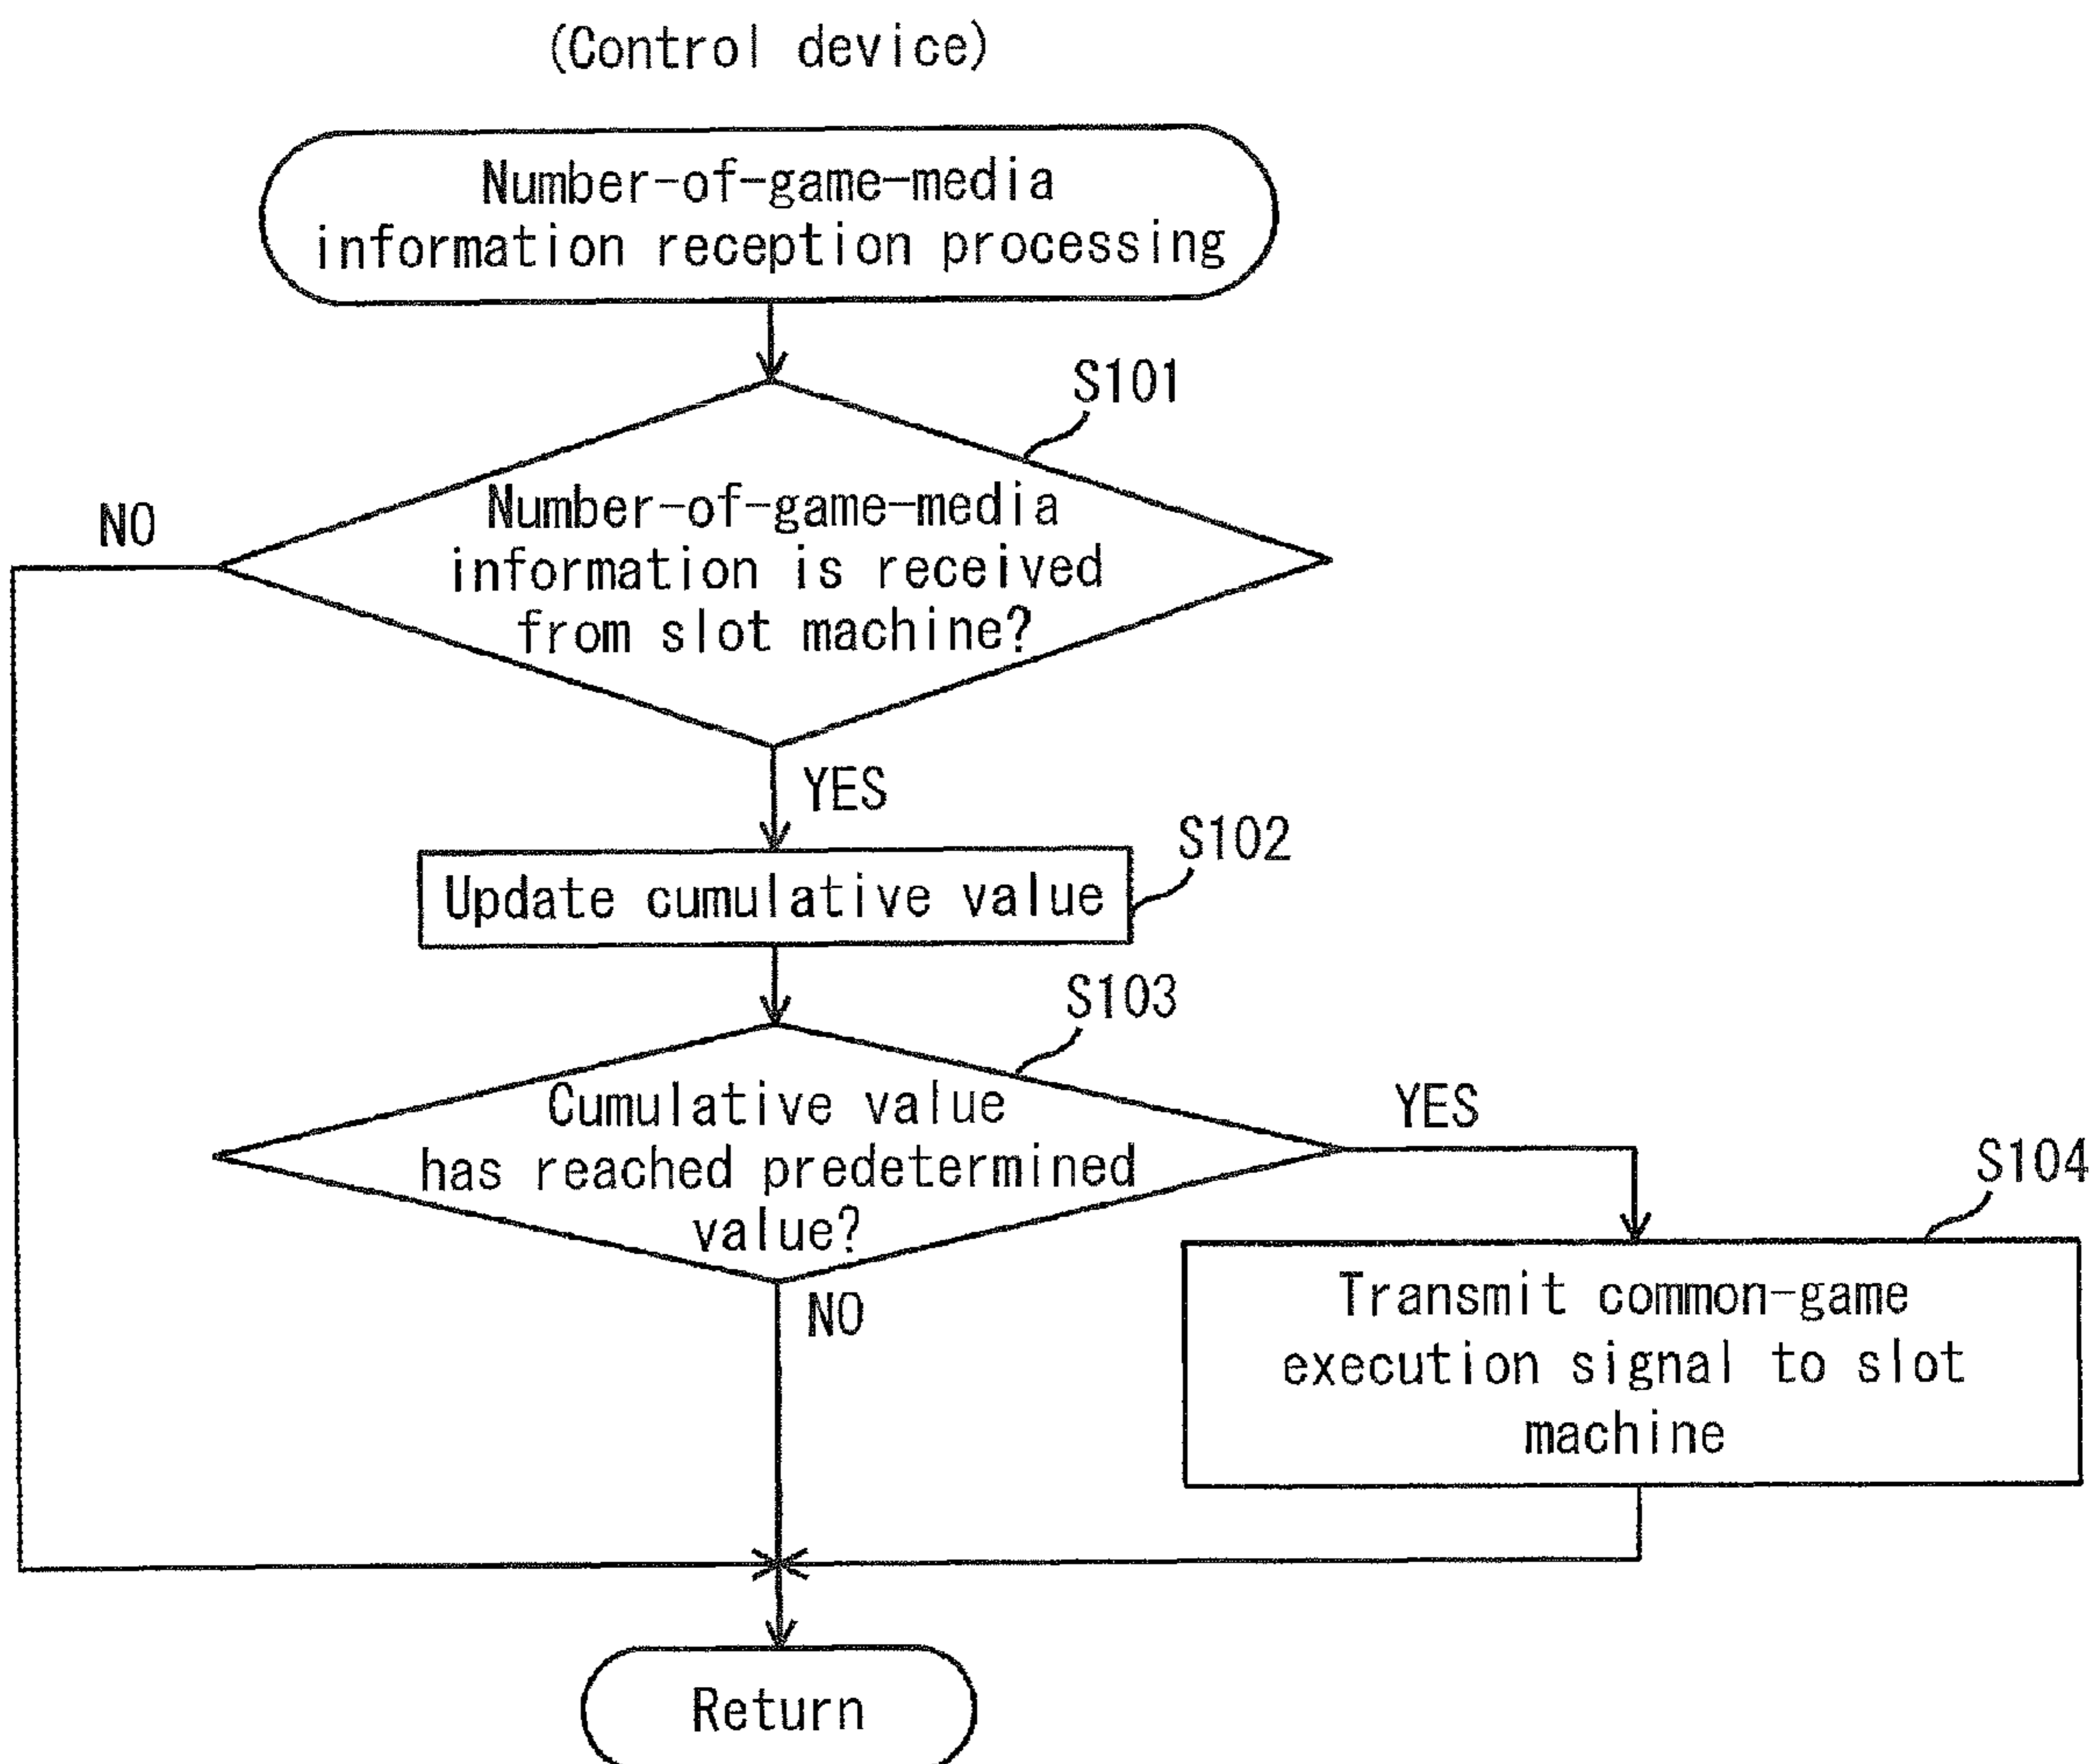 (Control device)
Number-of-game-media
information reception processing
S101
Number-of-game-media
information is received
from slot machine?
NO
YES
S102
Update cumulative value
S103
Cumulative value
has reached predetermined
value?
YES
NO
S104
Transmit common-game
execution signal to slot
machine
Return